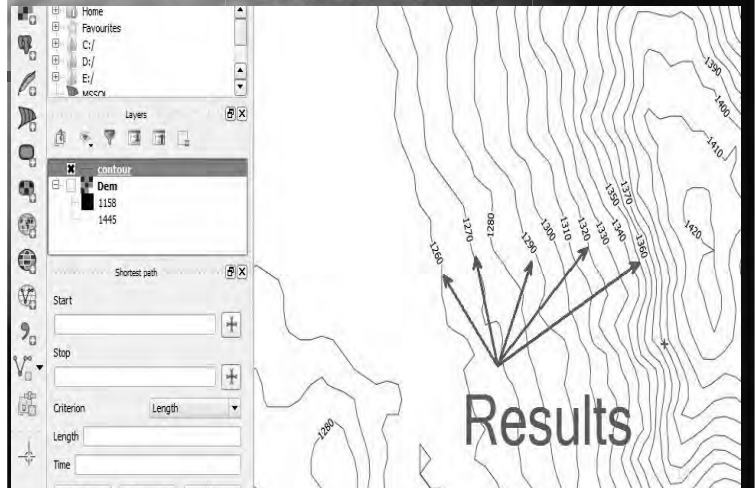 Home
Favourites
C:/
D:/
E:/
MSSQL
Layers
contour
Dem
1158
1445
Shortest path
Start
Stop
Criterion
Length
Length
Time
1260
1270
1280
1290
1300
1310
1320
1330
1340
1350
1360
1370
1390
1400
1410
1420
1280
Results